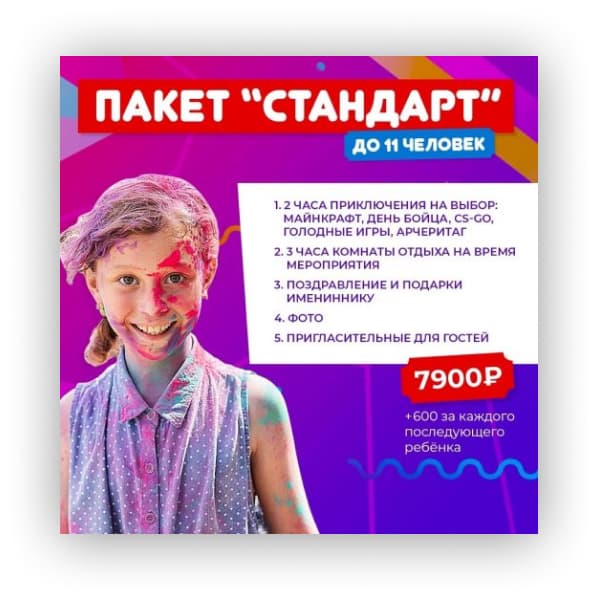 ПАКЕТ "СТАНДАРТ"
ДО 11 ЧЕЛОВЕК
1. 2 ЧАСА ПРИКЛЮЧЕНИЯ НА ВЫБОР:
МАЙНКРАФТ, ДЕНЬ БОЙЦА, CS-GO,
ГОЛОДНЫЕ ИГРЫ, АРЧЕРИТАГ
2. 3 ЧАСА КОМНАТЫ ОТДЫХА НА ВРЕМЯ
МЕРОПРИЯТИЯ
3. ПОЗДРАВЛЕНИЕ И ПОДАРКИ
ИМЕНИННИКУ
4. ФОТО
5. ПРИГЛАСИТЕЛЬНЫЕ ДЛЯ ГОСТЕЙ
7900₽
+600 за каждого
последующего
ребёнка